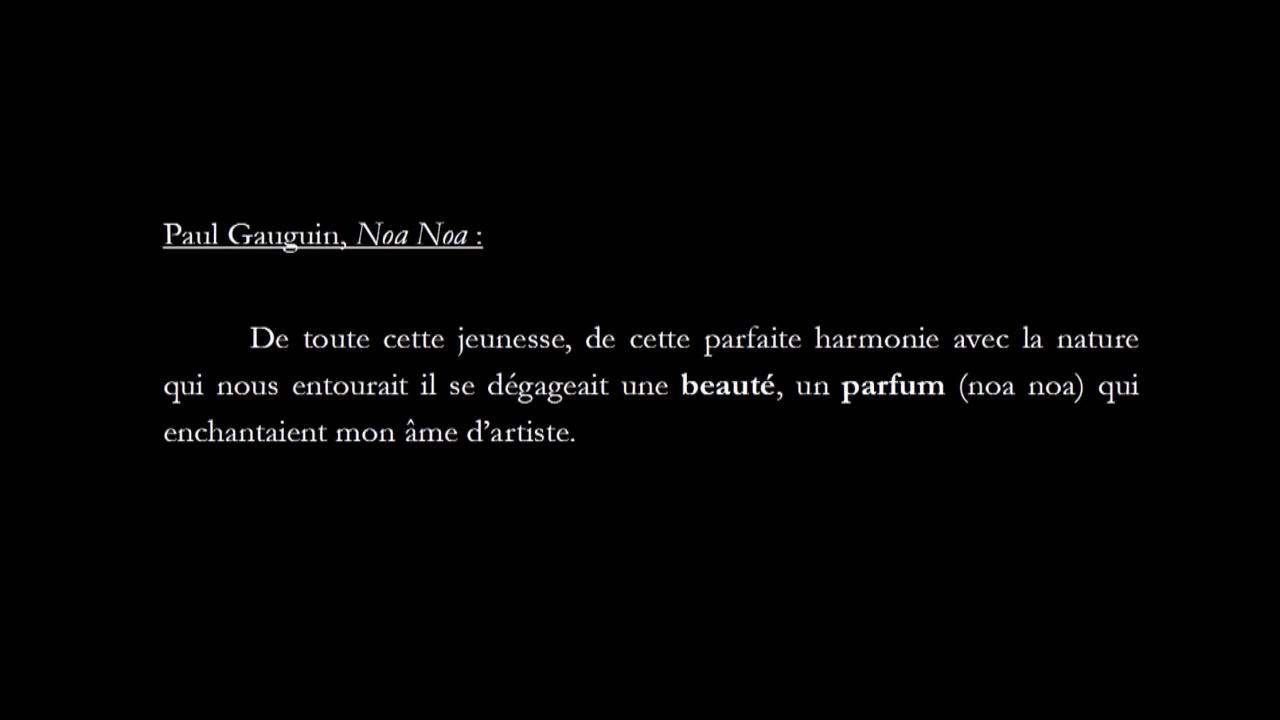 Paul Gauguin, Noa Noa :
De toute cette jeunesse, de cette parfaite harmonie avec la nature
qui nous entourait il se dégageait une beauté, un parfum (noa noa) qui
enchantaient mon âme d’artiste.